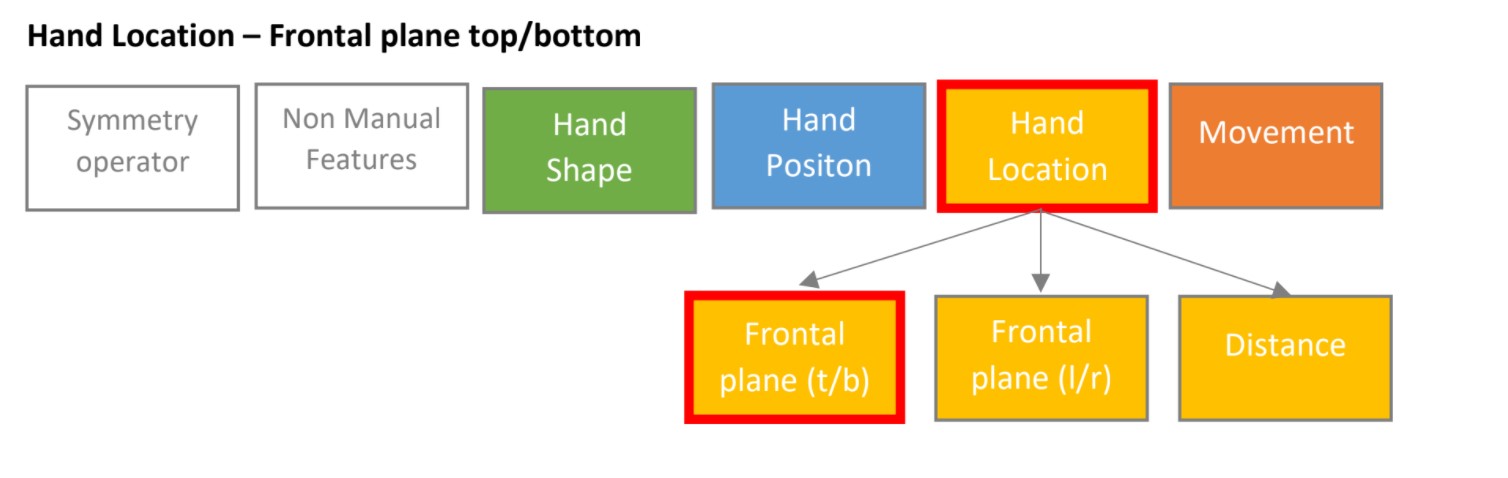 Hand Location – Frontal plane top/bottom
Symmetry
operator
Non Manual
Features
Hand
Shape
Hand
Positon
Hand
Location
Movement
Frontal
plane (t/b)
Frontal
plane (l/r)
Distance